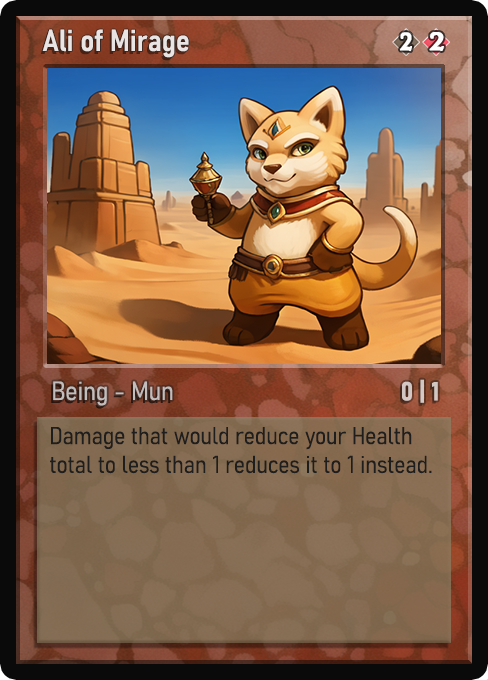 Ali of Mirage 2 2
Being - Mun 0|1
Damage that would reduce your Health
total to less than 1 reduces it to 1 instead.